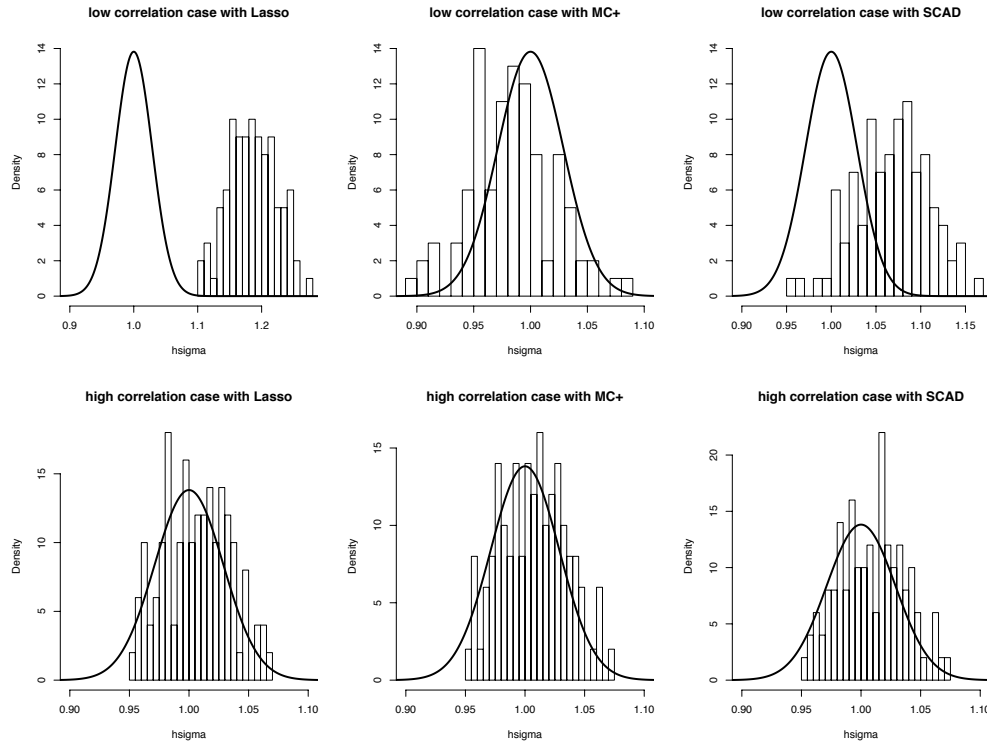 low correlation case with Lasso
Density
0 2 4 6 8 10 12 14
0.9 1.0 1.1 1.2
hsigma
low correlation case with MC+
Density
0 2 4 6 8 10 12 14
0.90 0.95 1.00 1.05 1.10
hsigma
low correlation case with SCAD
Density
0 2 4 6 8 10 12 14
0.90 0.95 1.00 1.05 1.10 1.15
hsigma
high correlation case with Lasso
Density
0 5 10 15
0.90 0.95 1.00 1.05 1.10
hsigma
high correlation case with MC+
Density
0 5 10 15
0.90 0.95 1.00 1.05 1.10
hsigma
high correlation case with SCAD
Density
0 5 10 15 20
0.90 0.95 1.00 1.05 1.10
hsigma